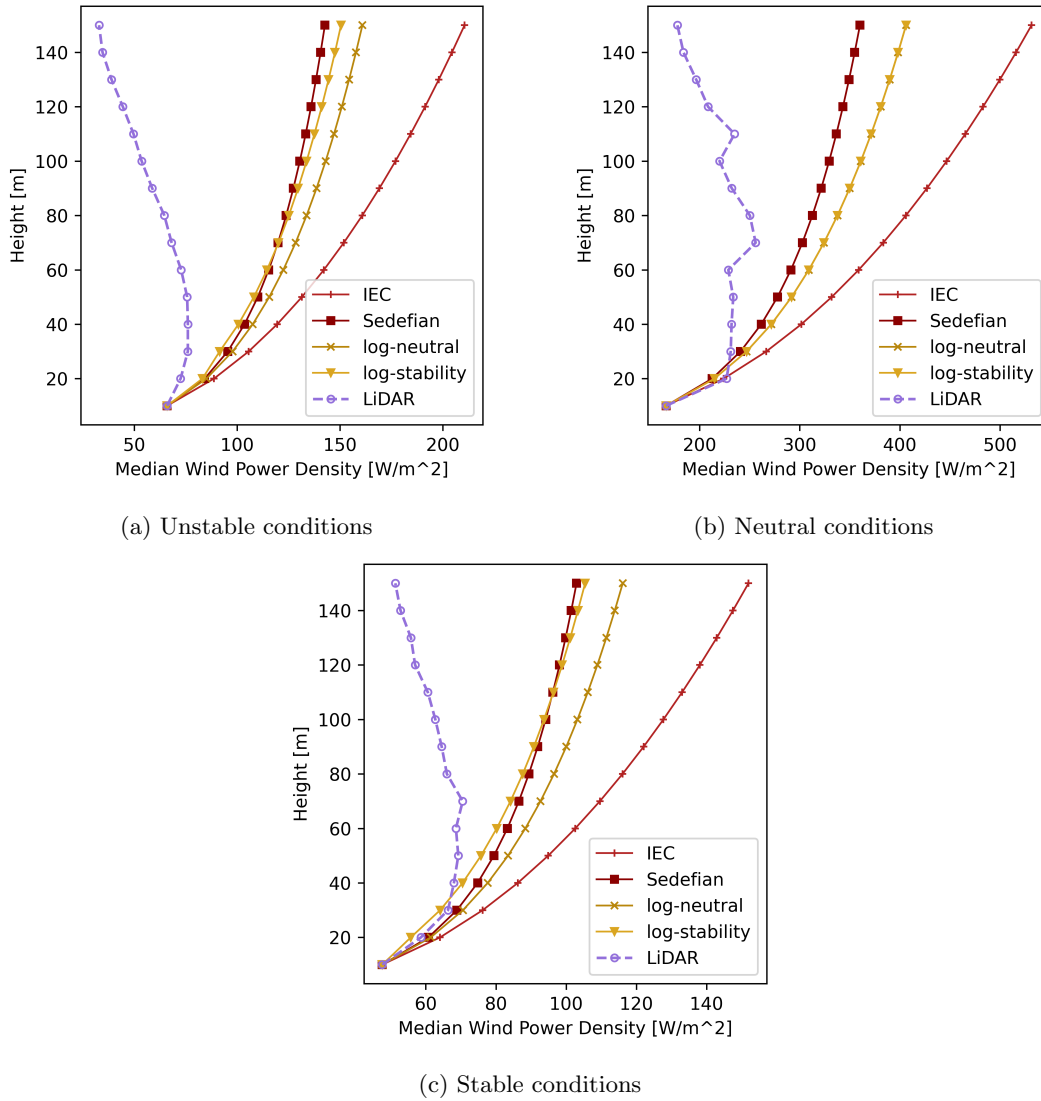 140
120
100
80
60
40
20
Height [m]
IEC
Sedefian
log-neutral
log-stability
LiDAR
50 100 150 200
Median Wind Power Density [W/m^2]
(a) Unstable conditions
140
120
100
80
60
40
20
Height [m]
IEC
Sedefian
log-neutral
log-stability
LiDAR
200 300 400 500
Median Wind Power Density [W/m^2]
(b) Neutral conditions
140
120
100
80
60
40
20
Height [m]
IEC
Sedefian
log-neutral
log-stability
LiDAR
60 80 100 120 140
Median Wind Power Density [W/m^2]
(c) Stable conditions